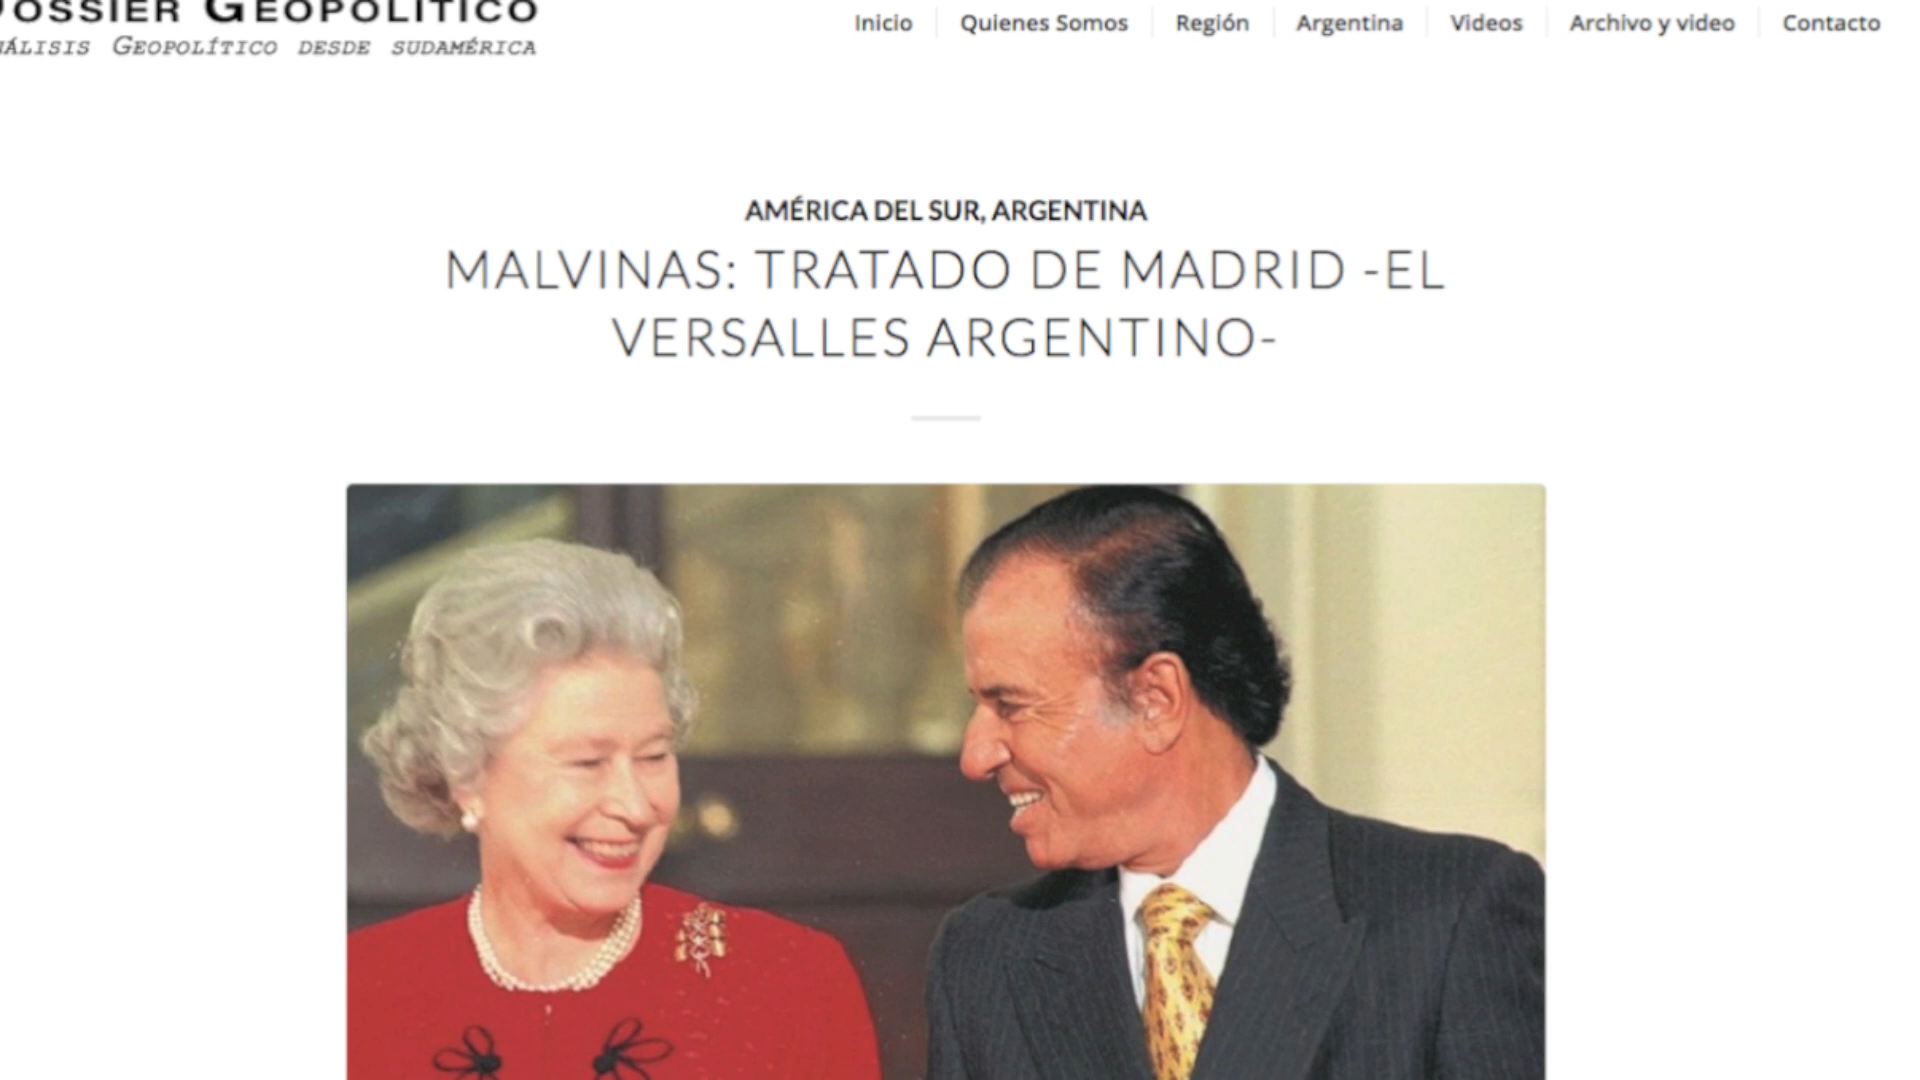 GEOPOLÍTICO
GEOPOLÍTICO DESDE SUDAMÉRICA
Inicio Quienes Somos Región Argentina Videos Archivo y video Contacto
AMÉRICA DEL SUR, ARGENTINA
MALVINAS: TRATADO DE MADRID -EL
VERSALLES ARGENTINO-